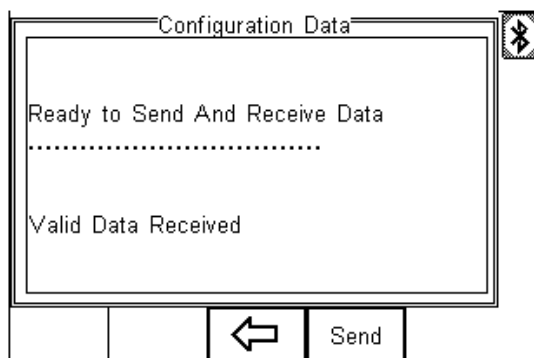 Configuration Data
Ready to Send And Receive Data
..................................
Valid Data Received
Send